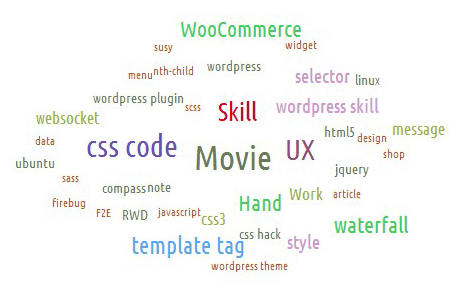 WooCommerce
susy
widget
menu
nth-child
wordpress
selector
linux
wordpress plugin
scss
wordpress skill
websocket
Skill
html5
design
message
data
css code
Movie
UX
shop
ubuntu
sass
jquery
compass
note
firebug
F2E
RWD
javascript
css3
Hand
Work
article
waterfall
css hack
template tag
style
wordpress theme